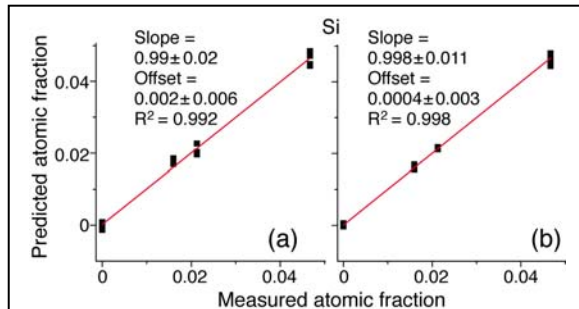 Si
Slope =
0.99±0.02
Offset =
0.002±0.006
R² = 0.992
Slope =
0.998±0.011
Offset =
0.0004±0.003
R² = 0.998
Predicted atomic fraction
0.04
0.02
0
(a)
(b)
0
0.02
0.04
0
0.02
0.04
Measured atomic fraction